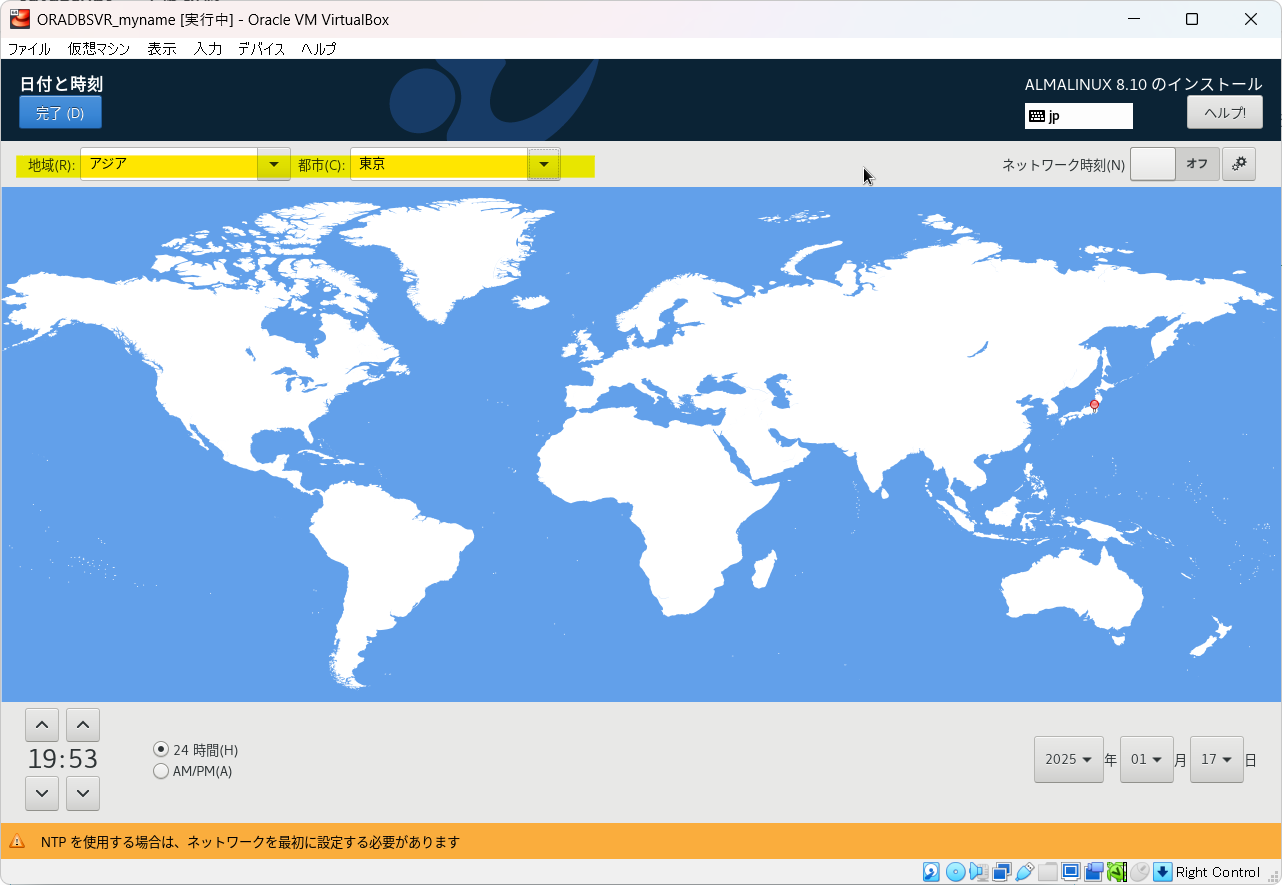 ORADBSVR_myname [実行中] - Oracle VM VirtualBox
ファイル 仮想マシン 表示 入力 デバイス ヘルプ
日付と時刻
ALMALINUX 8.10 のインストール
完了 (D)
jp
ヘルプ!
地域(R): アジア 都市(C): 東京 ネットワーク時刻(N) オフ
19:53
24 時間(H)
AM/PM(A)
2025 年 01 月 17 日
NTP を使用する場合は、ネットワークを最初に設定する必要があります
Right Control